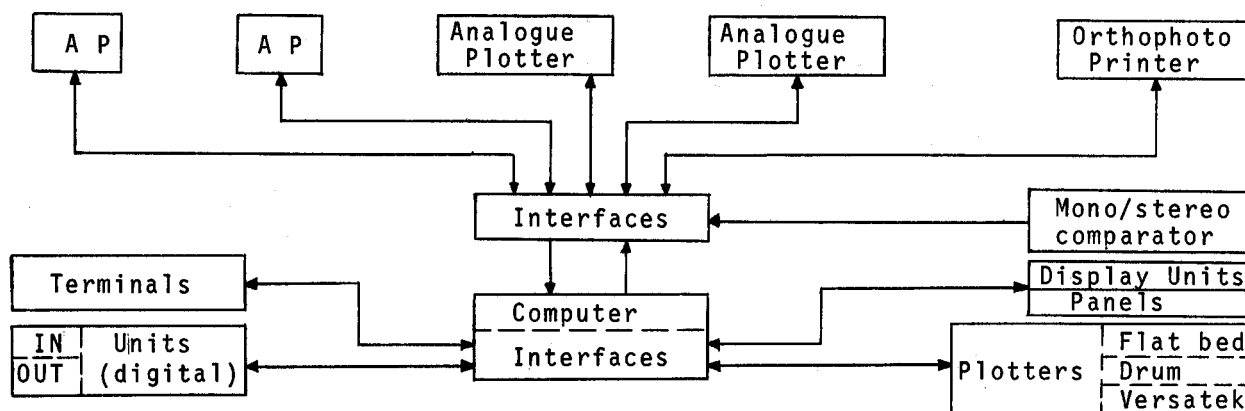 A P
A P
Analogue
Plotter
Analogue
Plotter
Orthophoto
Printer
Interfaces
Mono/stereo
comparator
Terminals
Display Units
Panels
Computer
Interfaces
IN
OUT
Units
(digital)
Plotters
Flat bed
Drum
Versatek